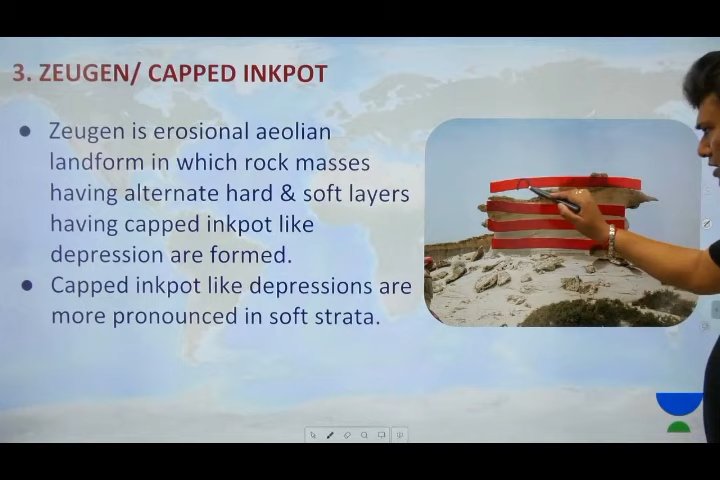 3. ZEUGEN/ CAPPED INKPOT
● Zeugen is erosional aeolian
landform in which rock masses
having alternate hard & soft layers
having capped inkpot like
depression are formed.
● Capped inkpot like depressions are
more pronounced in soft strata.